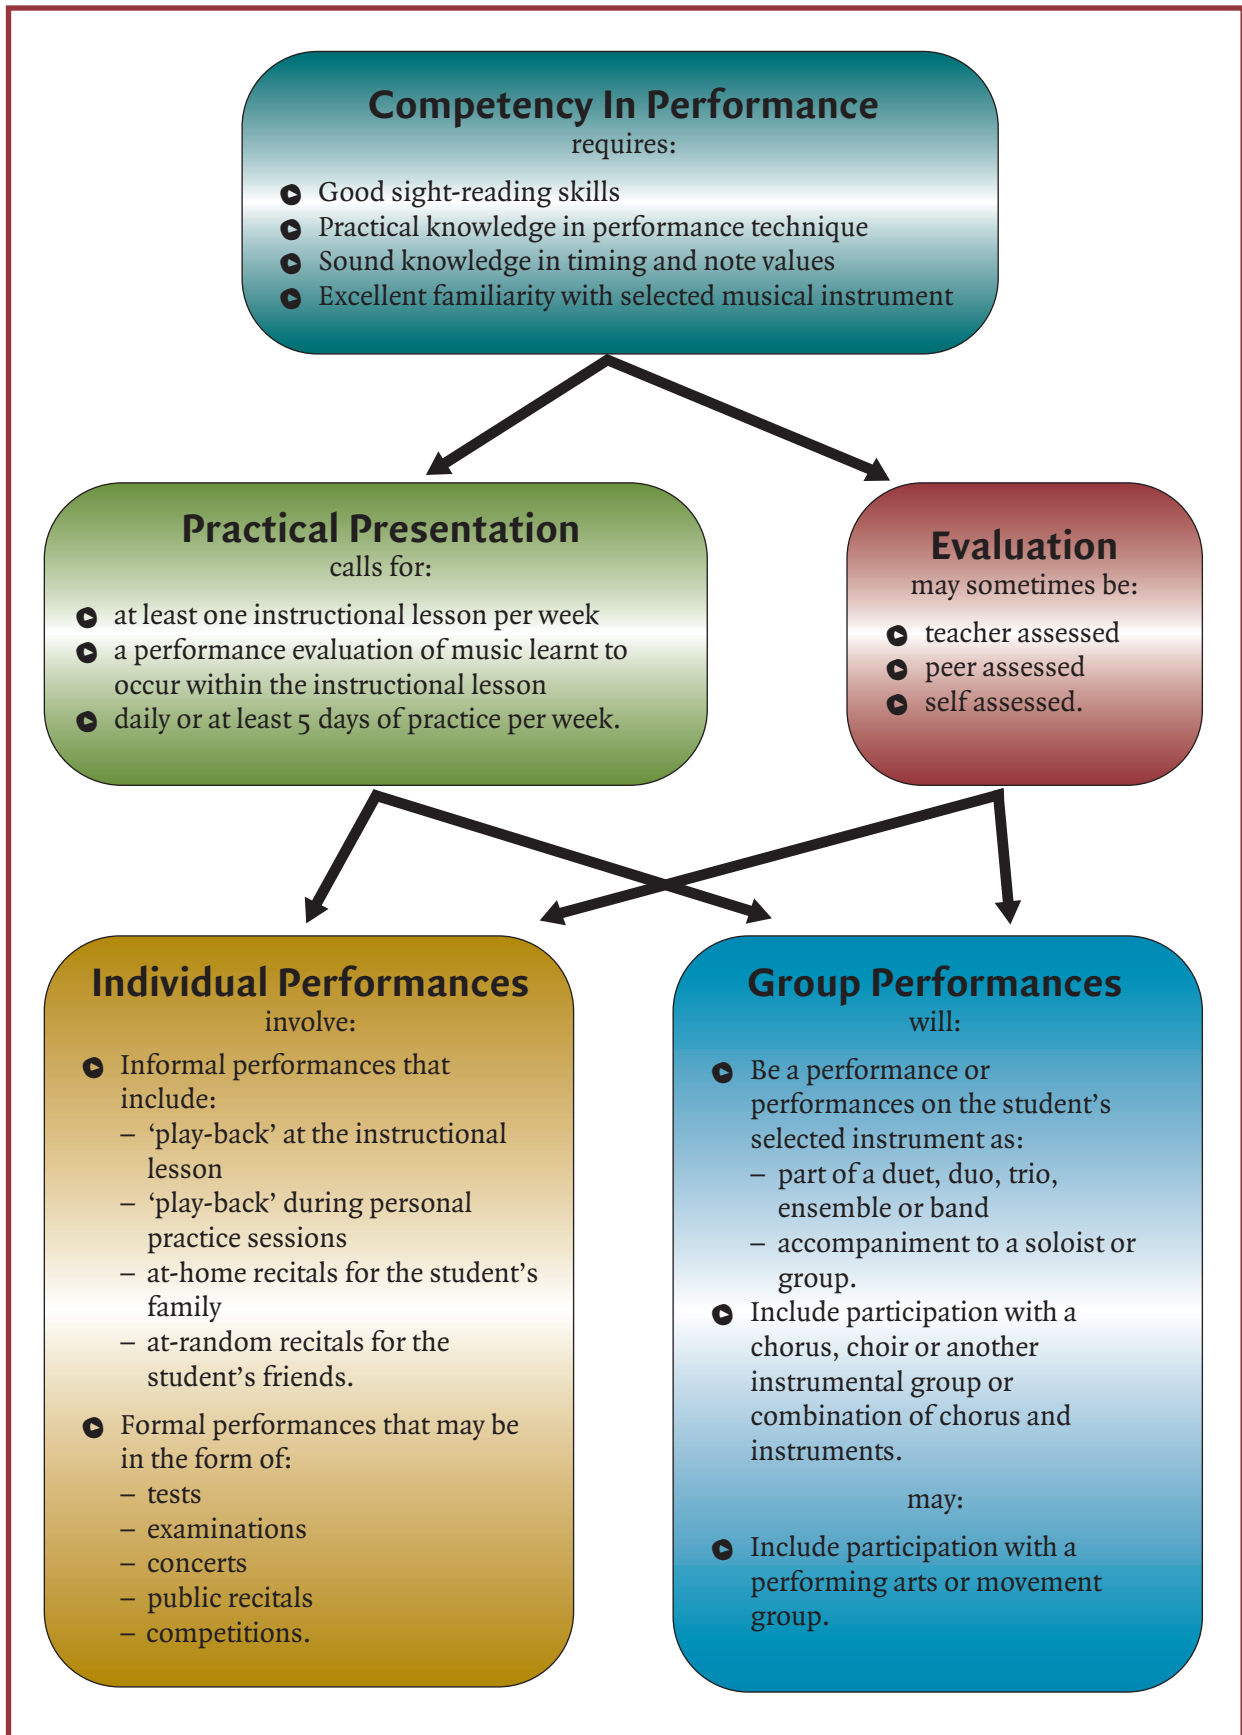 Competency In Performance
requires:
Good sight-reading skills
Practical knowledge in performance technique
Sound knowledge in timing and note values
Excellent familiarity with selected musical instrument
Practical Presentation
calls for:
at least one instructional lesson per week
a performance evaluation of music learnt to
occur within the instructional lesson
daily or at least 5 days of practice per week.
Evaluation
may sometimes be:
teacher assessed
peer assessed
self assessed.
Individual Performances
involve:
Informal performances that
include:
– ‘play-back’ at the instructional
lesson
– ‘play-back’ during personal
practice sessions
– at-home recitals for the student’s
family
– at-random recitals for the
student’s friends.
Formal performances that may be
in the form of:
– tests
– examinations
– concerts
– public recitals
– competitions.
Group Performances
will:
Be a performance or
performances on the student’s
selected instrument as:
– part of a duet, duo, trio,
ensemble or band
– accompaniment to a soloist or
group.
Include participation with a
chorus, choir or another
instrumental group or
combination of chorus and
instruments.
may:
Include participation with a
performing arts or movement
group.